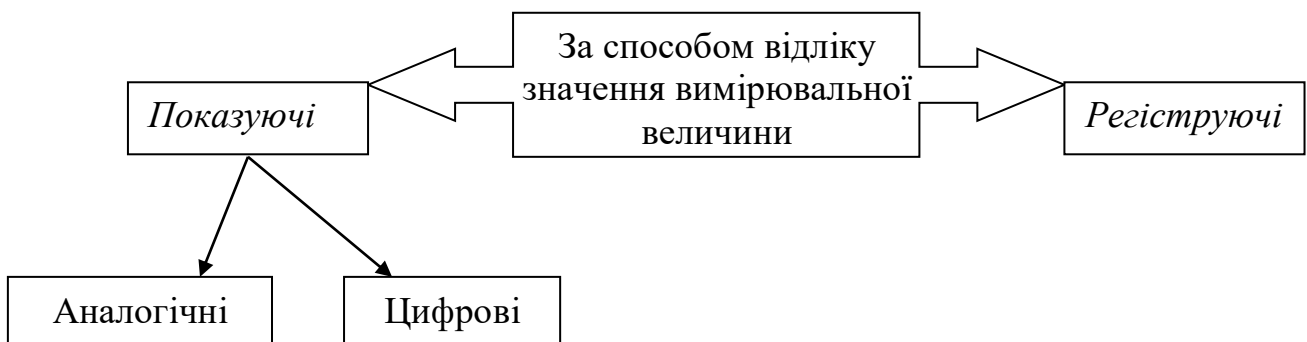 За способом відліку
значення вимірювальної
величини
Показуючі
Регіструючі
Аналогічні
Цифрові